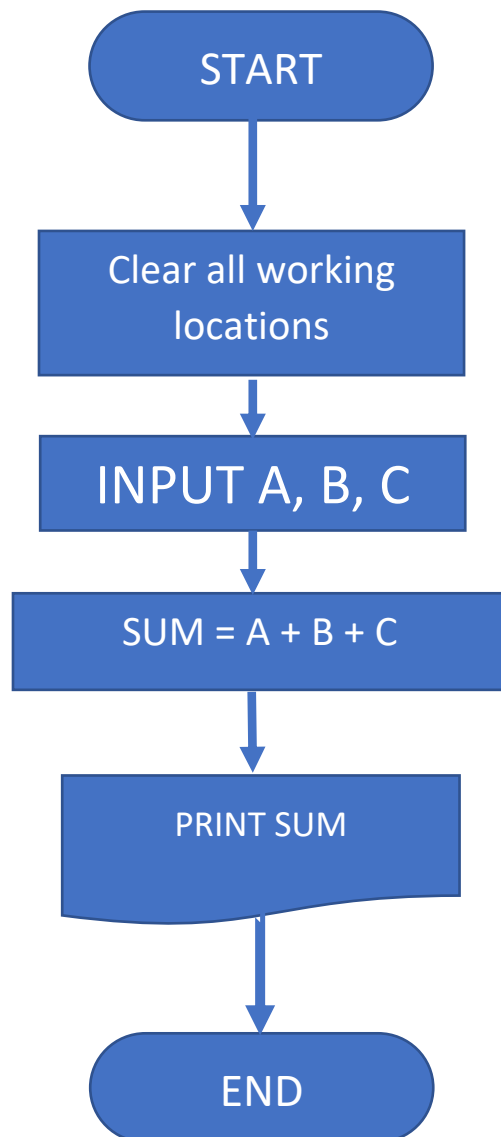 START
Clear all working
locations
INPUT A, B, C
SUM = A + B + C
PRINT SUM
END